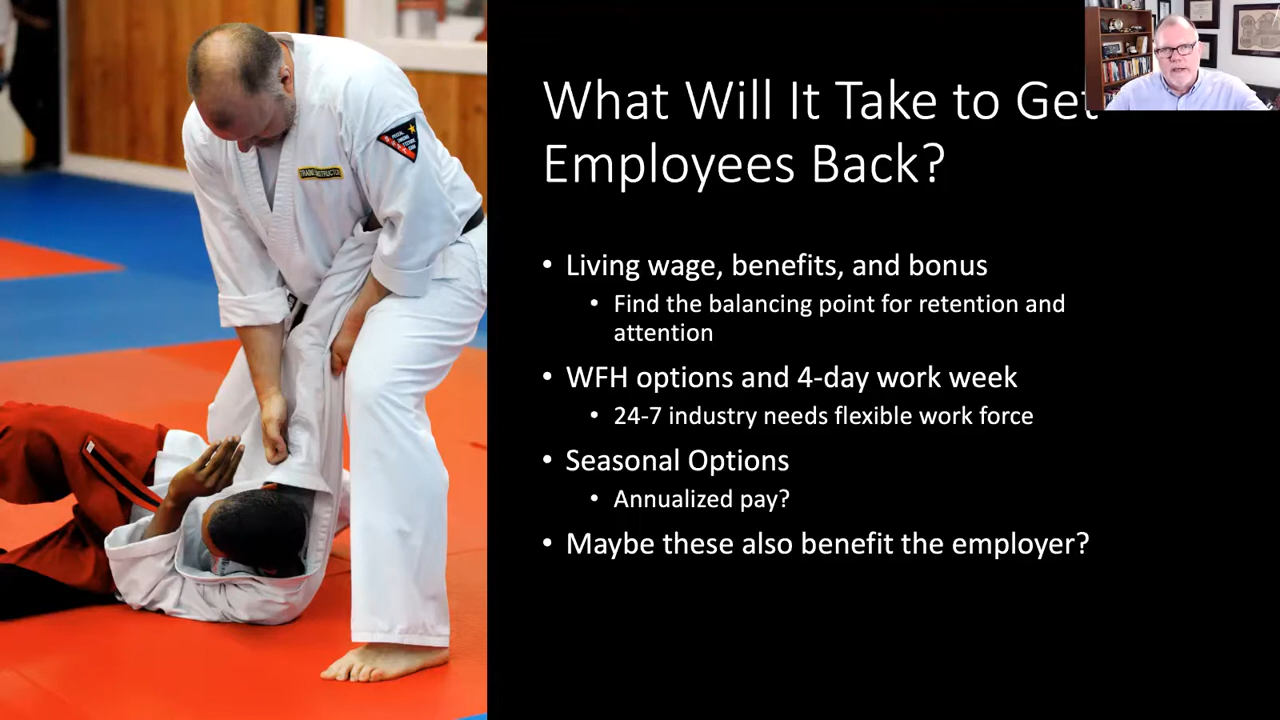 What Will It Take to Get
Employees Back?
• Living wage, benefits, and bonus
• Find the balancing point for retention and
attention
• WFH options and 4-day work week
• 24-7 industry needs flexible work force
• Seasonal Options
• Annualized pay?
• Maybe these also benefit the employer?